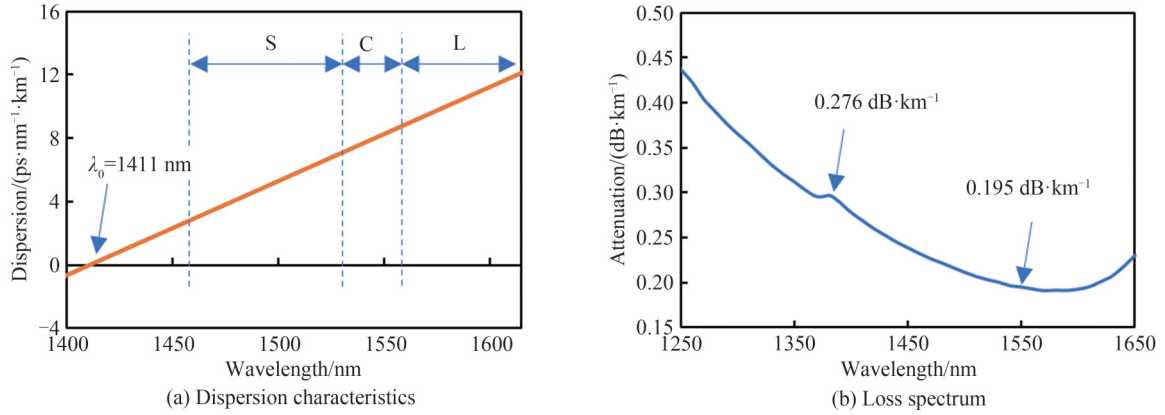 16
12
8
4
0
−4
Dispersion/(ps·nm⁻¹·km⁻¹)
S
C
L
λ₀=1411 nm
1400
1450
1500
1550
1600
Wavelength/nm
(a) Dispersion characteristics
0.50
0.45
0.40
0.35
0.30
0.25
0.20
0.15
Attenuation/(dB·km⁻¹)
0.276 dB·km⁻¹
0.195 dB·km⁻¹
1250
1350
1450
1550
1650
Wavelength/nm
(b) Loss spectrum